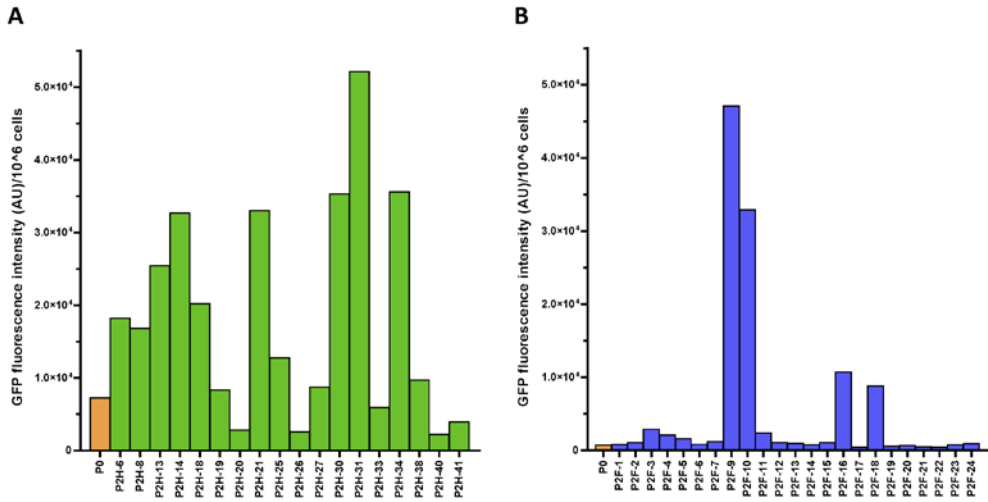 A
GFP fluorescence intensity (AU)/10^6 cells
5.0×10⁴
4.0×10⁴
3.0×10⁴
2.0×10⁴
1.0×10⁴
0
P0
P2H-6
P2H-8
P2H-13
P2H-14
P2H-18
P2H-19
P2H-20
P2H-21
P2H-25
P2H-26
P2H-27
P2H-30
P2H-31
P2H-33
P2H-34
P2H-38
P2H-40
P2H-41
B
GFP fluorescence intensity (AU)/10^6 cells
5.0×10⁴
4.0×10⁴
3.0×10⁴
2.0×10⁴
1.0×10⁴
0
P0
P2F-1
P2F-2
P2F-3
P2F-4
P2F-5
P2F-6
P2F-7
P2F-9
P2F-10
P2F-11
P2F-12
P2F-13
P2F-14
P2F-15
P2F-16
P2F-17
P2F-18
P2F-19
P2F-20
P2F-21
P2F-22
P2F-23
P2F-24